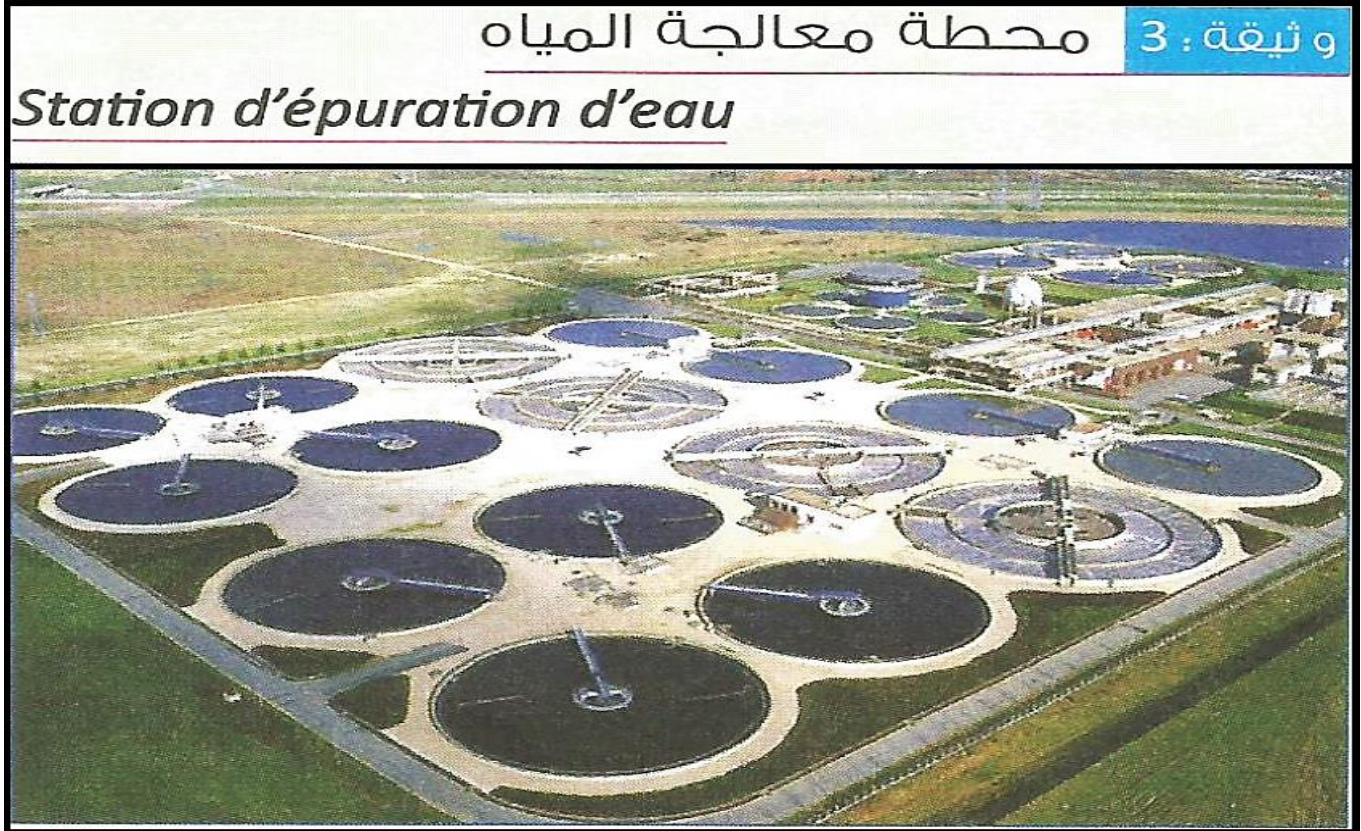 وثيقة : 3 محطة معالجة المياه
Station d'épuration d'eau